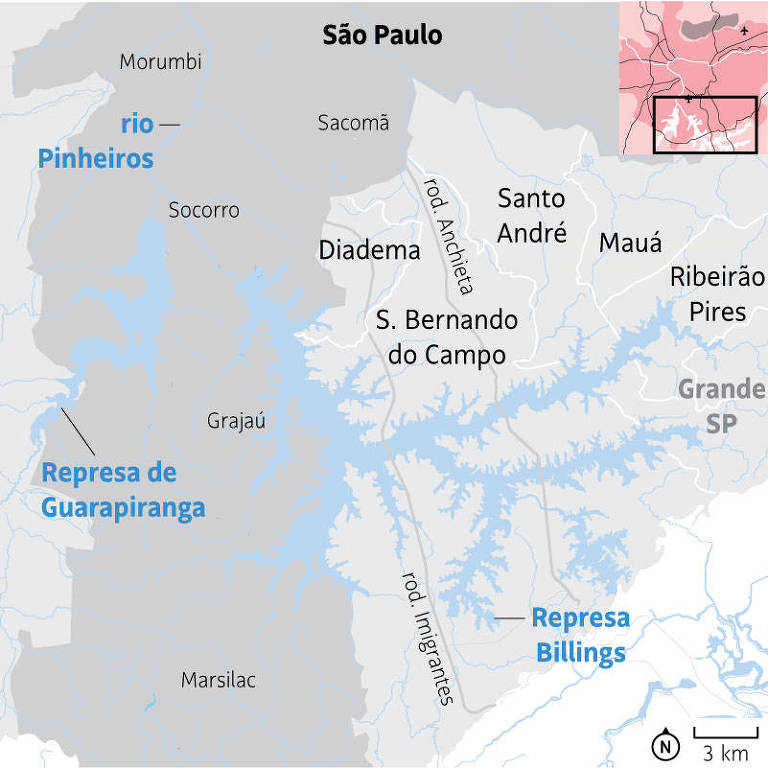 São Paulo
Morumbi
rio
Pinheiros
Sacomã
Socorro
rod. Anchieta
Santo
André
Diadema
Mauá
Ribeirão
Pires
S. Bernando
do Campo
Grande
SP
Grajaú
Represa de
Guarapiranga
rod. Imigrantes
Represa
Billings
Marsilac
N
3 km